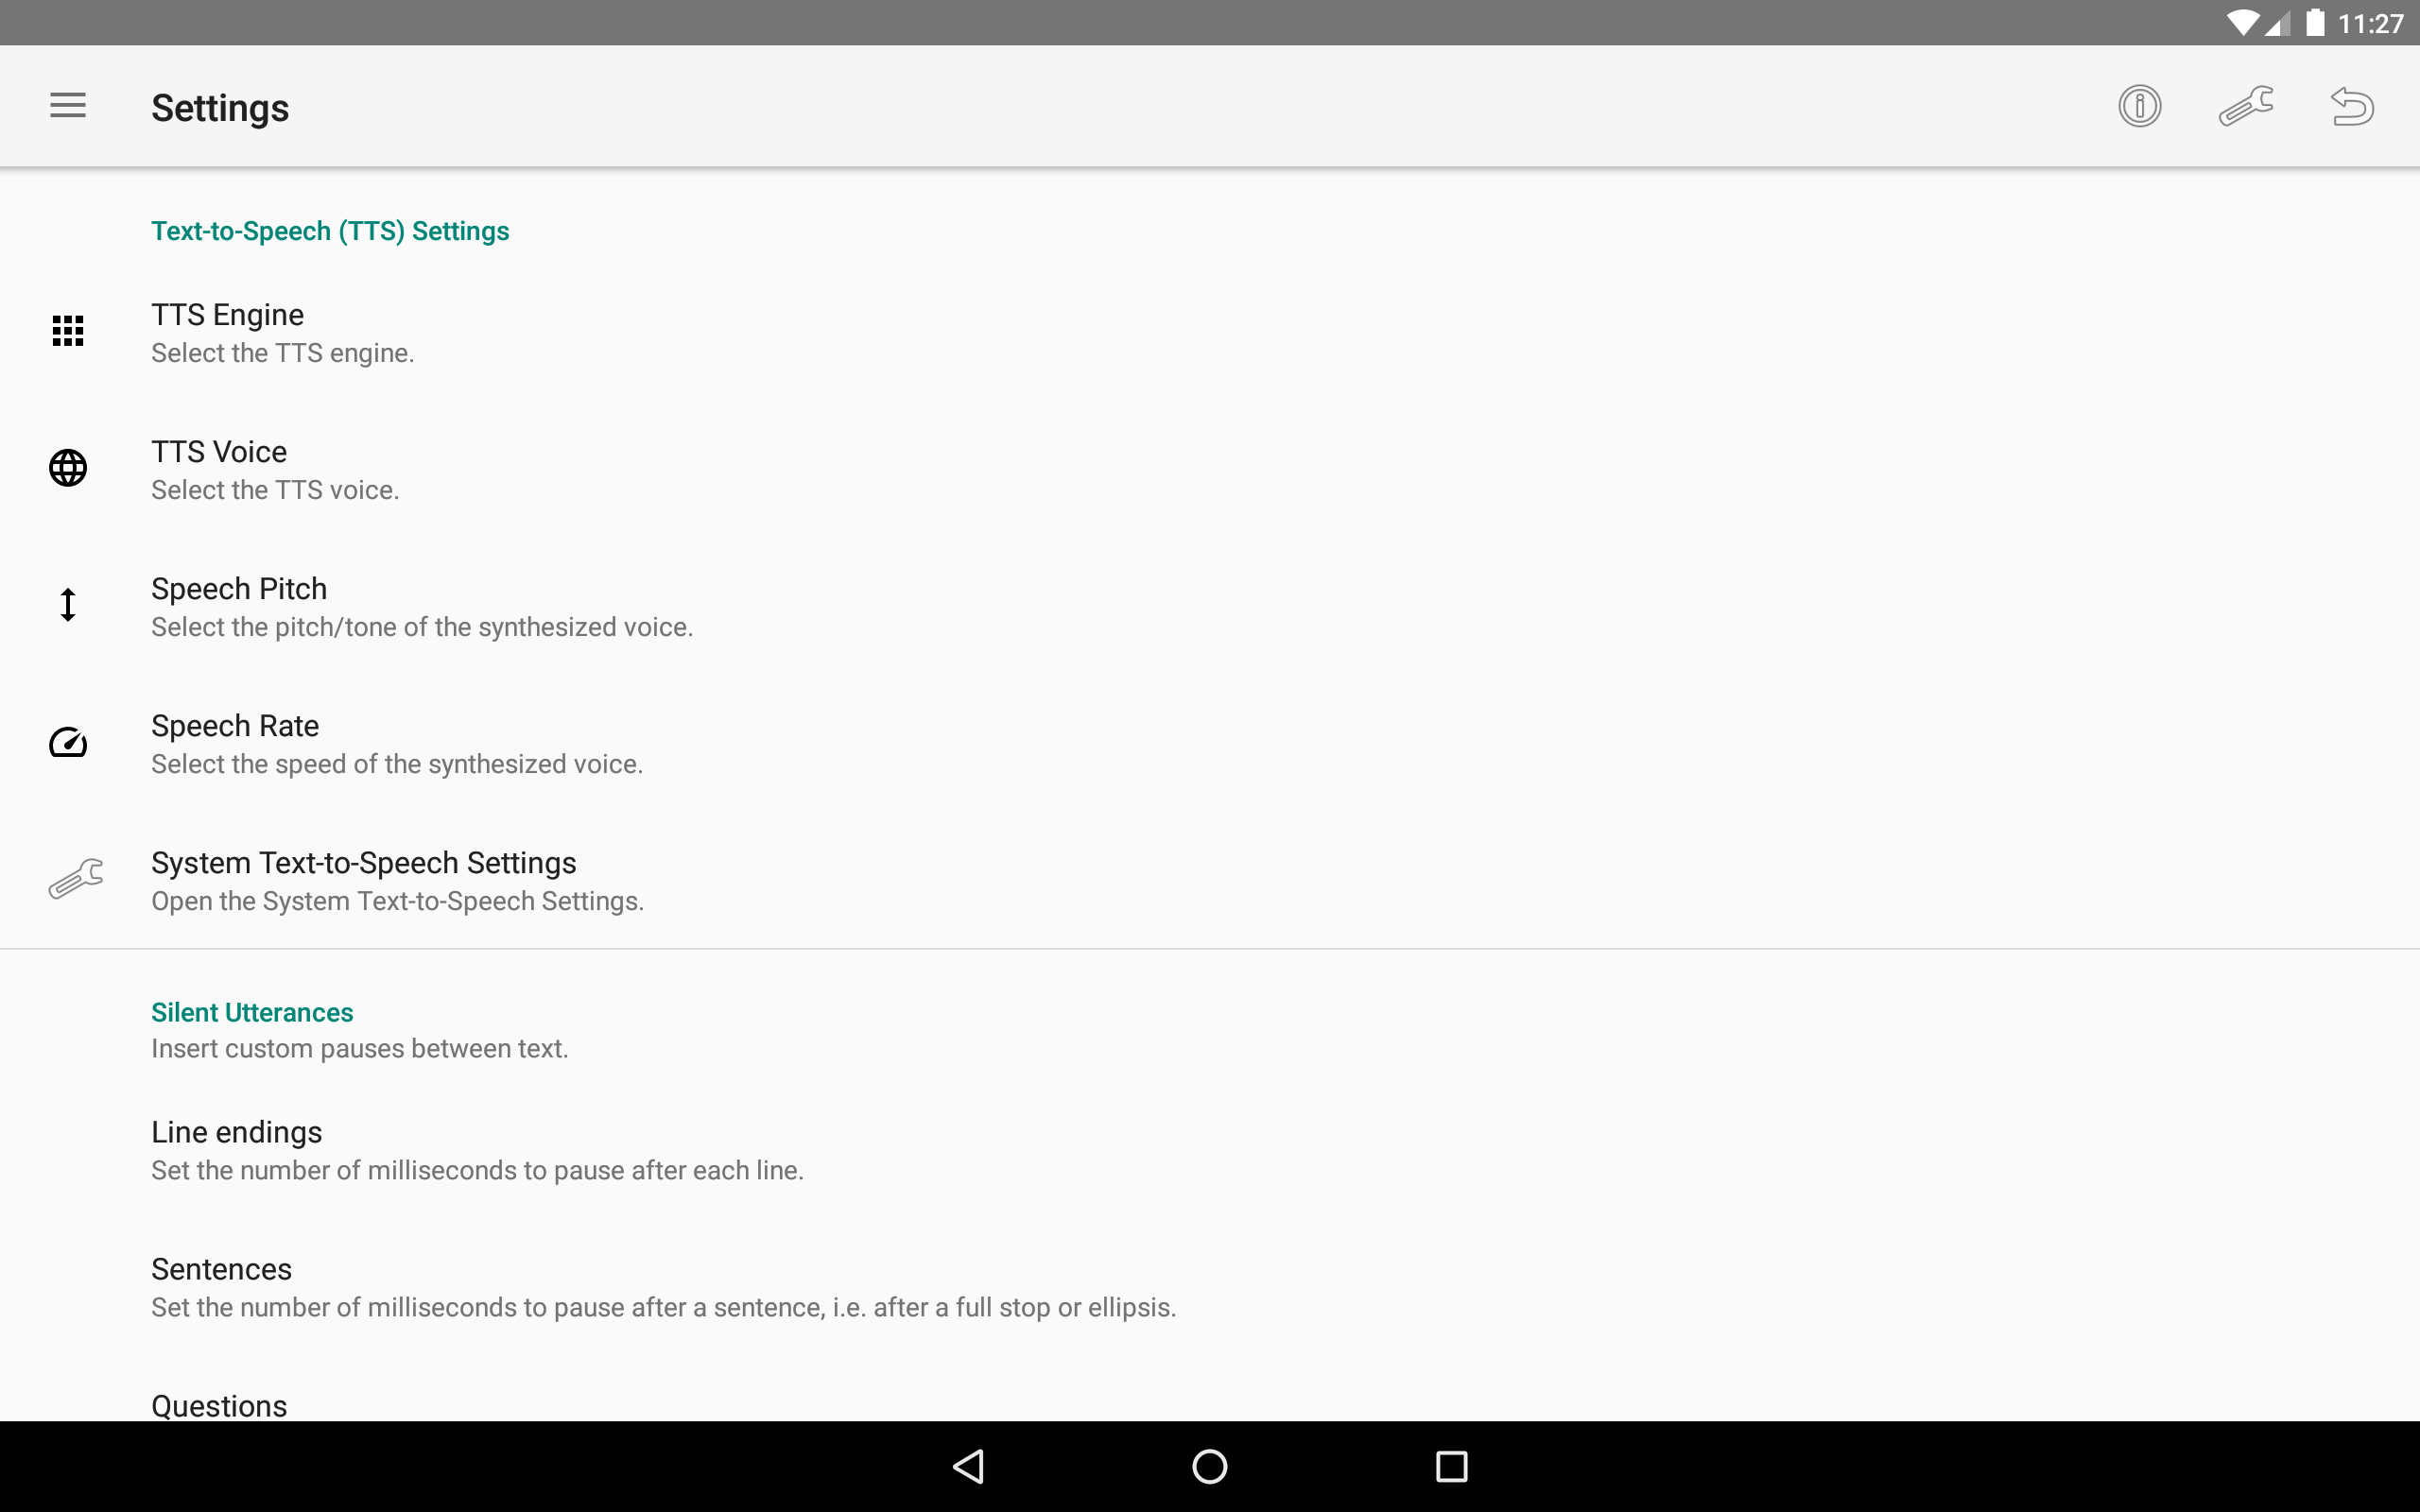 11:27
Settings
Text-to-Speech (TTS) Settings
TTS Engine
Select the TTS engine.
TTS Voice
Select the TTS voice.
Speech Pitch
Select the pitch/tone of the synthesized voice.
Speech Rate
Select the speed of the synthesized voice.
System Text-to-Speech Settings
Open the System Text-to-Speech Settings.
Silent Utterances
Insert custom pauses between text.
Line endings
Set the number of milliseconds to pause after each line.
Sentences
Set the number of milliseconds to pause after a sentence, i.e. after a full stop or ellipsis.
Questions